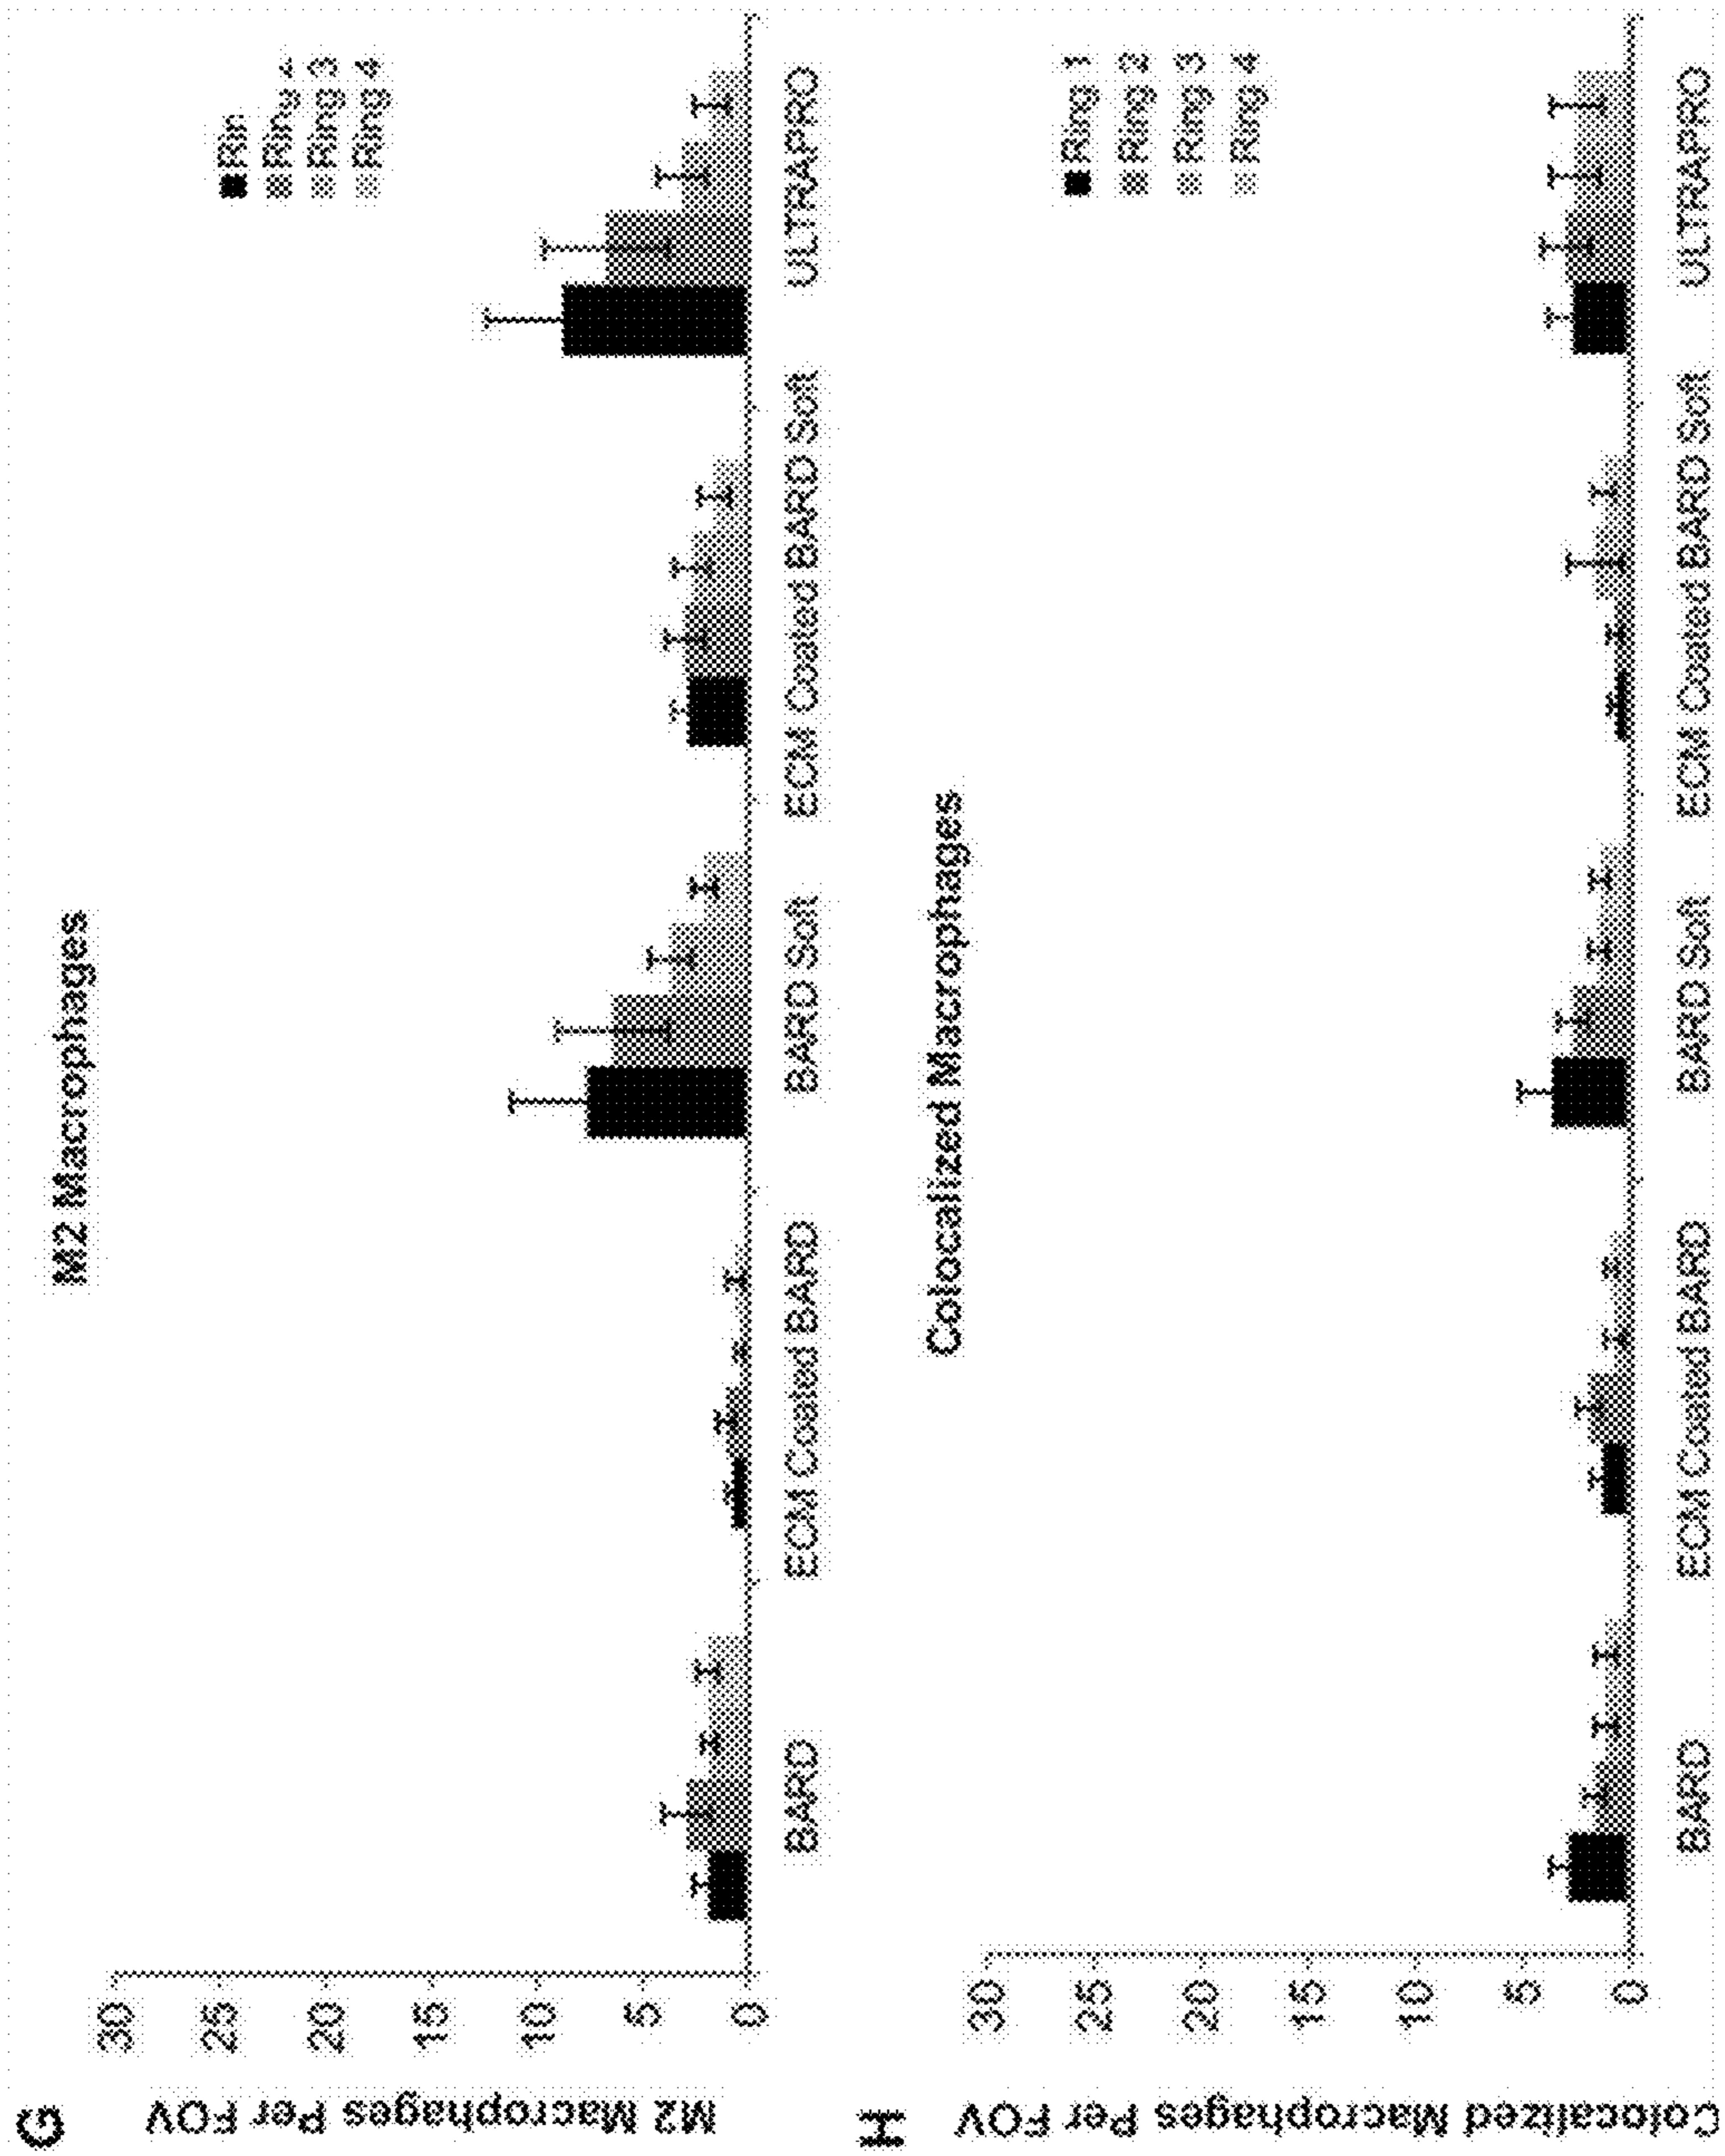 G
M2 Macrophages
M2 Macrophages Per FOV
30
25
20
15
10
5
0
Rin
Ring 3
Ring 4
BARD
ECM Coated BARD
BARD Soft
ECM Coated BARD Soft
ULTRAPRO
H
Colocalized Macrophages
Colocalized Macrophages Per FOV
30
25
20
15
10
5
0
Ring 1
Ring 2
Ring 3
Ring 4
BARD
ECM Coated BARD
BARD Soft
ECM Coated BARD Soft
ULTRAPRO